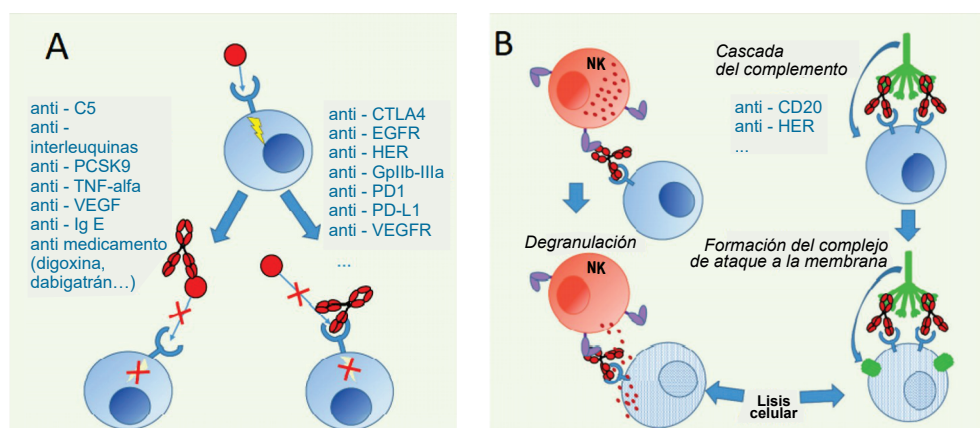 A
anti - C5
anti -
interleuquinas
anti - PCSK9
anti - TNF-alfa
anti - VEGF
anti - Ig E
anti medicamento
(digoxina,
dabigatrán...)
anti - CTLA4
anti - EGFR
anti - HER
anti - GpIIb-IIIa
anti - PD1
anti - PD-L1
anti - VEGFR
...
B
NK
Cascada
del complemento
anti - CD20
anti - HER
...
Degranulación
Formación del complejo
de ataque a la membrana
NK
Lisis
celular